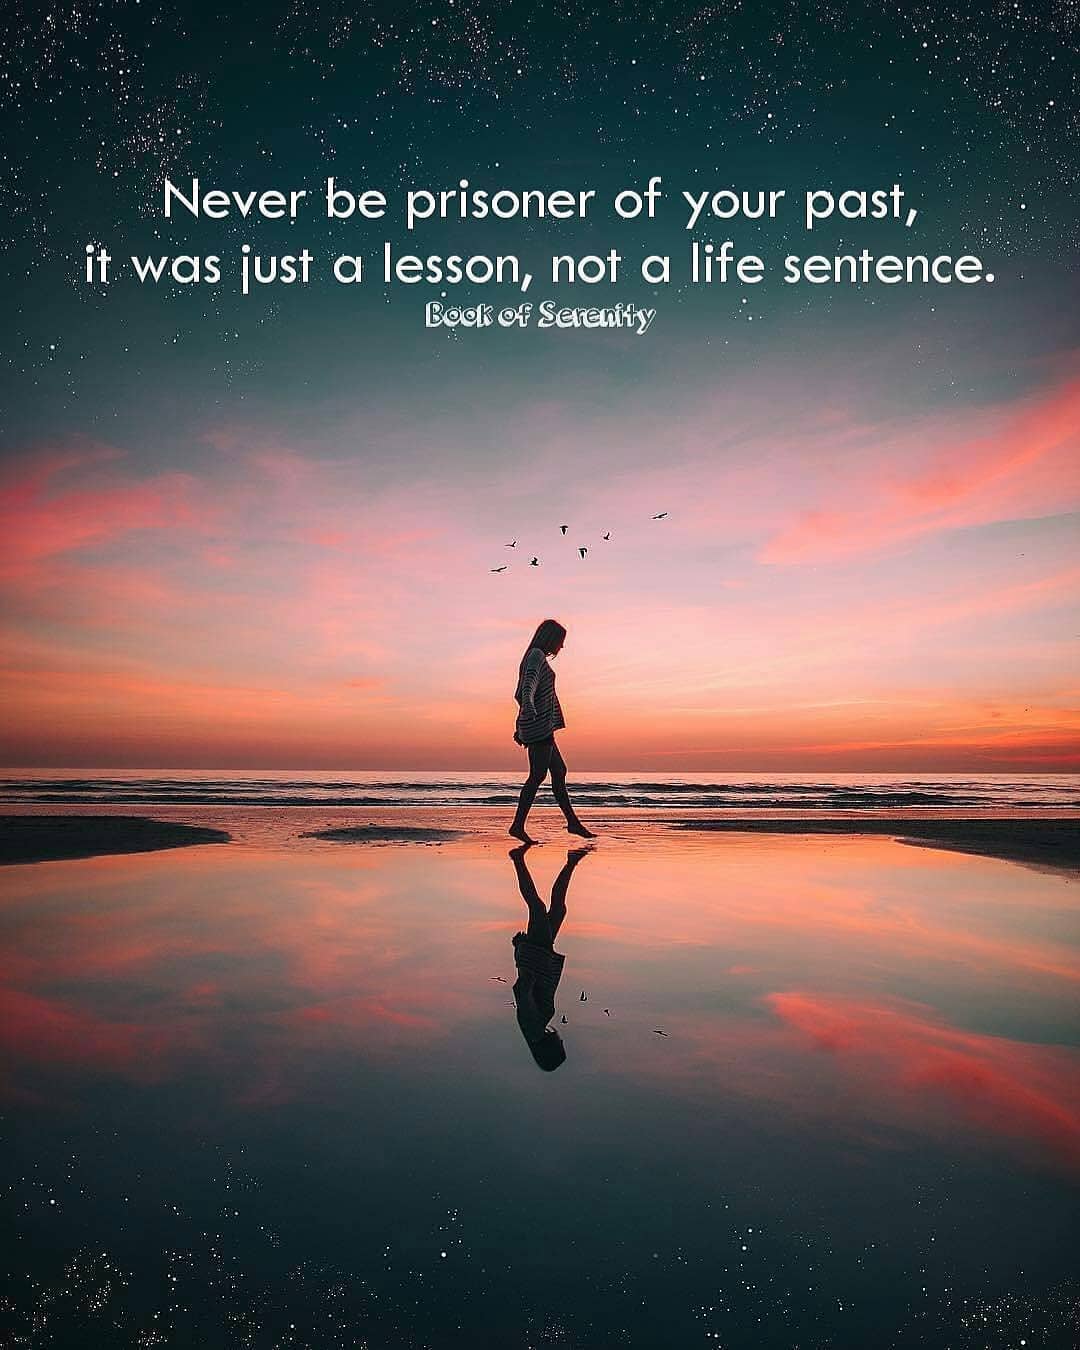 Never be prisoner of your past,
it was just a lesson, not a life sentence.
Book of Serenity